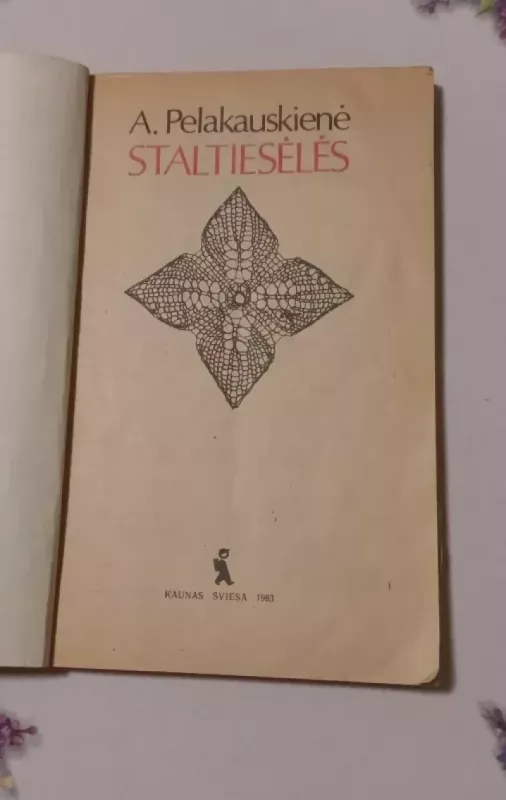 A. Pelakauskienė
STALTIESĖLĖS
KAUNAS ŠVIESA 1983